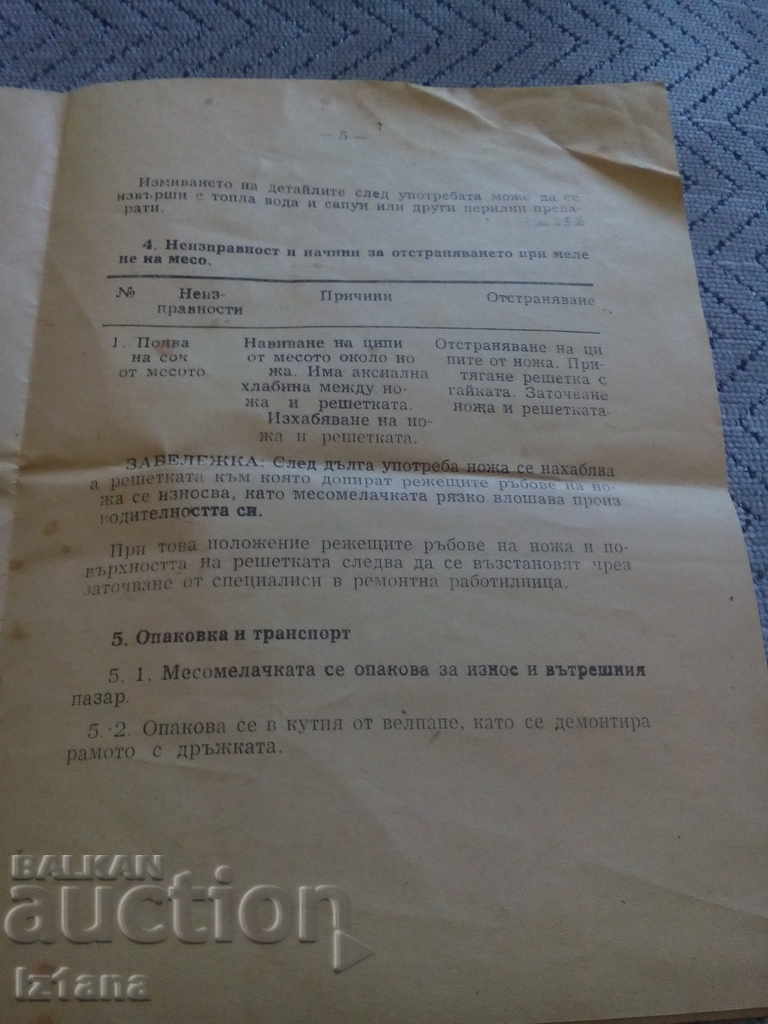 — 5 —
Измиването на детайлите след употребата може да се
извърши с топла вода и сапун или други перилни препа-
рати.
4. Неизправност и начини за отстраняването при меле
не на месо.
№ Неиз- Причини Отстраняване
правности
1. Поява Навиване на ципи Отстраняване на ци
на сок от месото около но пите от ножа. При-
от месото жа. Има аксиална тягане решетка с
хлабина между но- гайката. Заточване
жа и решетката. ножа и решетката
Изхабяване на но-
жа и решетката.
ЗАБЕЛЕЖКА: След дълга употреба ножа се нахабява
а решетката към която допират режещите ръбове на но-
жа се износва, като месомелачката рязко влошава произ
водителността си.
При това положение режещите ръбове на ножа и по-
върхността на решетката следва да се възстановят чрез
заточване от специалиси в ремонтна работилница.
5. Опаковка и транспорт
5. 1. Месомелачката се опакова за износ и вътрешния
пазар.
5. 2. Опакова се в кутия от велпапе, като се демонтира
рамото с дръжката.
BALKAN
auction
iz1ana